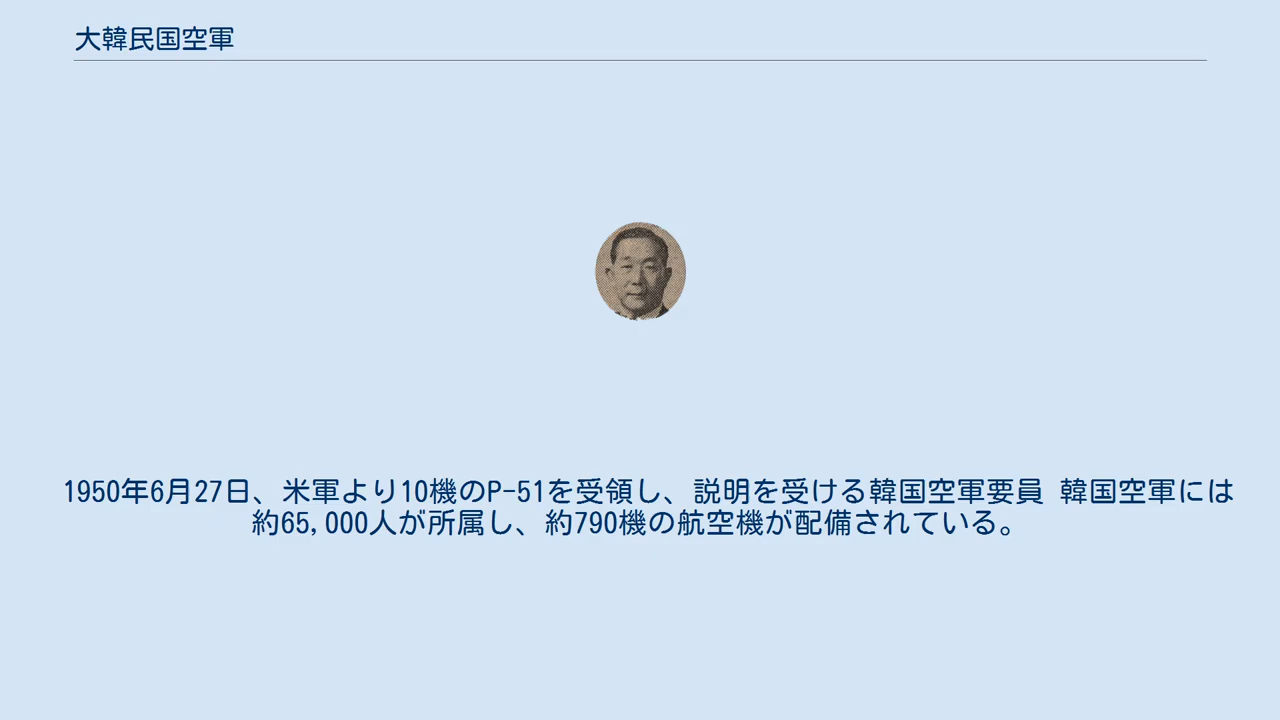 大韓民国空軍
1950年6月27日、米軍より10機のP-51を受領し、説明を受ける韓国空軍要員 韓国空軍には
約65,000人が所属し、約790機の航空機が配備されている。